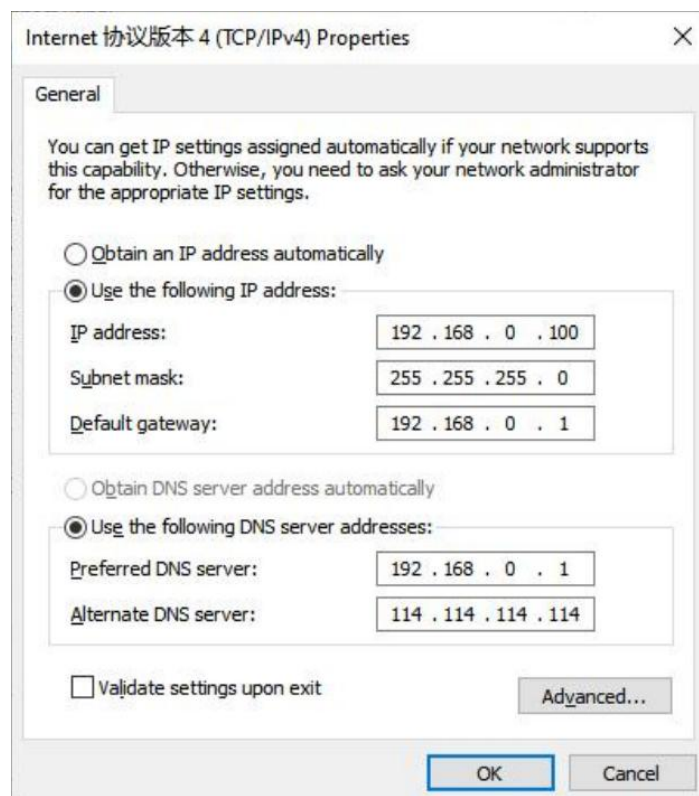 Internet 协议版本 4 (TCP/IPv4) Properties
General
You can get IP settings assigned automatically if your network supports
this capability. Otherwise, you need to ask your network administrator
for the appropriate IP settings.
Obtain an IP address automatically
Use the following IP address:
IP address: 192 . 168 . 0 . 100
Subnet mask: 255 . 255 . 255 . 0
Default gateway: 192 . 168 . 0 . 1
Obtain DNS server address automatically
Use the following DNS server addresses:
Preferred DNS server: 192 . 168 . 0 . 1
Alternate DNS server: 114 . 114 . 114 . 114
Validate settings upon exit
Advanced...
OK Cancel